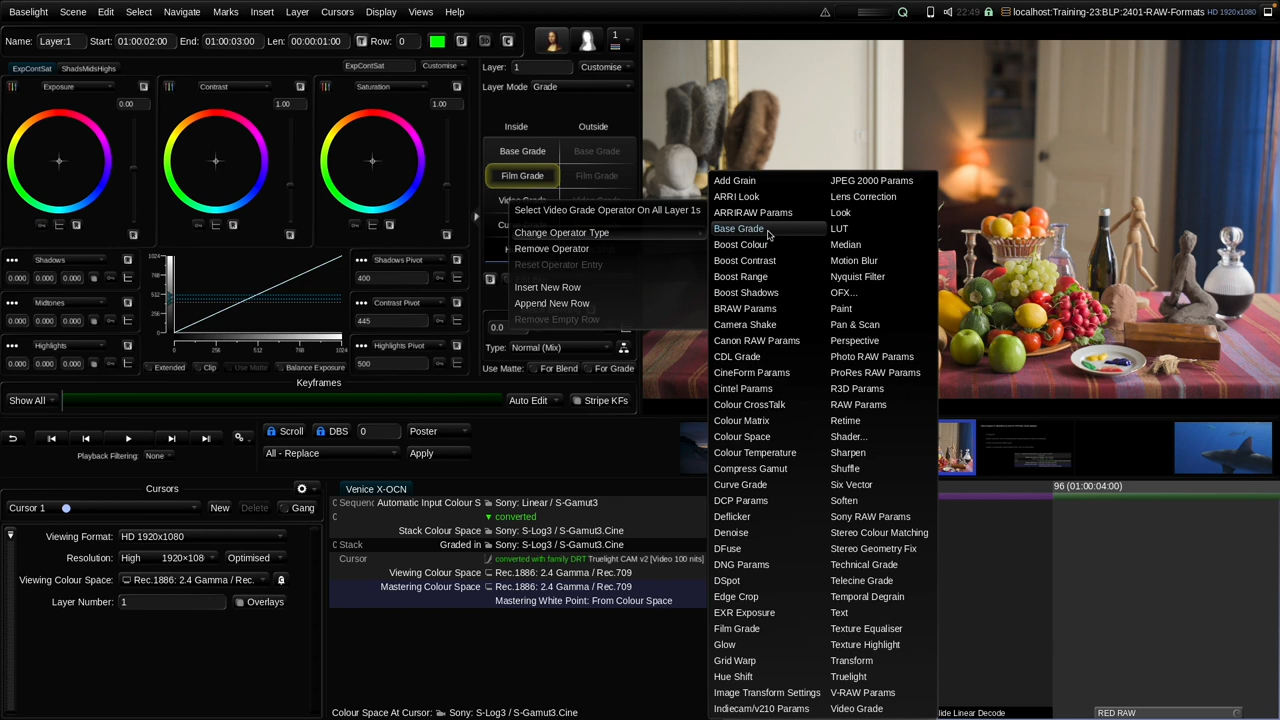 Baselight Scene Edit Select Navigate Marks Insert Layer Cursors Display Views Help
22:49 localhost:Training-23:BLP:2401-RAW-Formats HD 1920x1080
Name: Layer:1 Start: 01:00:02:00 End: 01:00:03:00 Len: 00:00:01:00 Row: 0
1
ExpContSat ShadsMidsHighs
ExpContSat Customise
Layer: 1 Customise
Exposure Contrast Saturation
Layer Mode Grade
0.00 1.00 1.00
Inside Outside
Base Grade Base Grade
Film Grade Film Grade
Select Video Grade Operator On All Layer 1s
Change Operator Type
Remove Operator
Reset Operator Entry
Insert New Row
Append New Row
Remove Empty Row
Add Grain
ARRI Look
ARRIRAW Params
Base Grade
Boost Colour
Boost Contrast
Boost Range
Boost Shadows
BRAW Params
Camera Shake
Canon RAW Params
CDL Grade
CineForm Params
Cintel Params
Colour CrossTalk
Colour Matrix
Colour Space
Colour Temperature
Compress Gamut
Curve Grade
DCP Params
Deflicker
Denoise
DFuse
DNG Params
DSpot
Edge Crop
EXR Exposure
Film Grade
Glow
Grid Warp
Hue Shift
Image Transform Settings
Indiecam/v210 Params
JPEG 2000 Params
Lens Correction
Look
LUT
Median
Motion Blur
Nyquist Filter
OFX...
Paint
Pan & Scan
Perspective
Photo RAW Params
ProRes RAW Params
R3D Params
RAW Params
Retime
Shader...
Sharpen
Shuffle
Six Vector
Soften
Sony RAW Params
Stereo Colour Matching
Stereo Geometry Fix
Technical Grade
Telecine Grade
Temporal Degrain
Text
Texture Equaliser
Texture Highlight
Transform
Truelight
V-RAW Params
Video Grade
Shadows
0.000 0.000 0.000
Midtones
0.000 0.000 0.000
Highlights
0.000 0.000 0.000
1024
768
512
256
0
0 256 512 768 1024
Shadows Pivot
400
Contrast Pivot
445
Highlights Pivot
500
0.0
Type: Normal (Mix)
Extended Clip Use Matte Balance Exposure
Use Matte: For Blend For Grade
Keyframes
Show All Auto Edit Stripe KFs
Scroll DBS 0 Poster
All - Replace Apply
Playback Filtering: None
Cursors
Cursor 1 New Delete Gang
Viewing Format: HD 1920x1080
Resolution: High 1920×108 Optimised
Viewing Colour Space: Rec.1886: 2.4 Gamma / Rec.
Layer Number: 1 Overlays
Venice X-OCN
Sequenc Automatic Input Colour S Sony: Linear / S-Gamut3
converted
Stack Colour Space Sony: S-Log3 / S-Gamut3.Cine
Stack Graded in Sony: S-Log3 / S-Gamut3.Cine
Cursor converted with family DRT Truelight CAM v2 [Video 100 nits]
Viewing Colour Space Rec.1886: 2.4 Gamma / Rec.709
Mastering Colour Space Rec.1886: 2.4 Gamma / Rec.709
Mastering White Point: From Colour Space
Colour Space At Cursor: Sony: S-Log3 / S-Gamut3.Cine
96 (01:00:04:00)
ide Linear Decode RED RAW